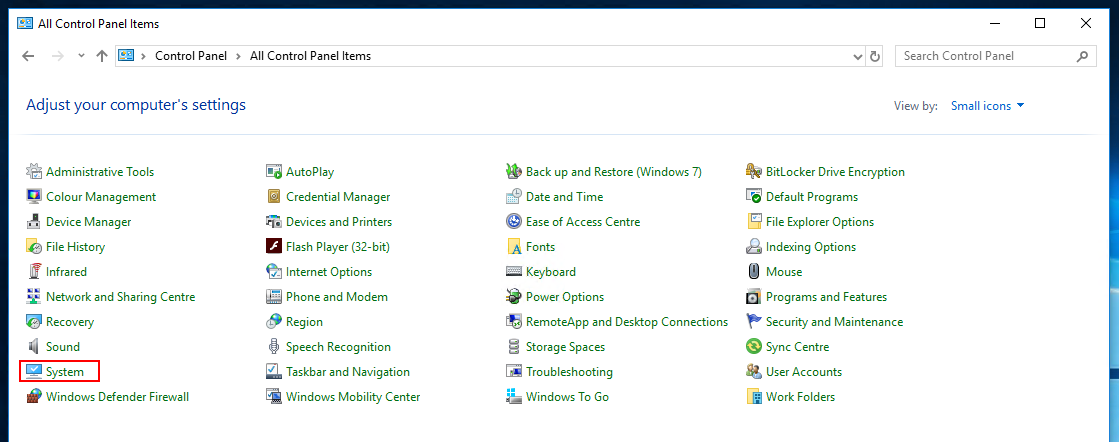 All Control Panel Items
Control Panel All Control Panel Items Search Control Panel
Adjust your computer's settings View by: Small icons
Administrative Tools AutoPlay Back up and Restore (Windows 7) BitLocker Drive Encryption
Colour Management Credential Manager Date and Time Default Programs
Device Manager Devices and Printers Ease of Access Centre File Explorer Options
File History Flash Player (32-bit) Fonts Indexing Options
Infrared Internet Options Keyboard Mouse
Network and Sharing Centre Phone and Modem Power Options Programs and Features
Recovery Region RemoteApp and Desktop Connections Security and Maintenance
Sound Speech Recognition Storage Spaces Sync Centre
System Taskbar and Navigation Troubleshooting User Accounts
Windows Defender Firewall Windows Mobility Center Windows To Go Work Folders